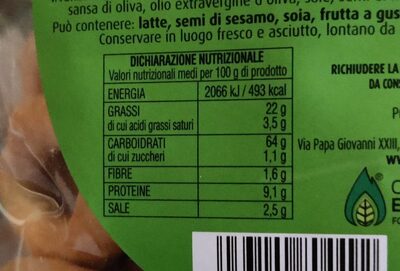 sansa di oliva, olio extravergine d'oliva, sale,
Può contenere: latte, semi di sesamo, soia, frutta a gus
Conservare in luogo fresco e asciutto, lontano da
DICHIARAZIONE NUTRIZIONALE
Valori nutrizionali medi per 100 g di prodotto
ENERGIA 2066 kJ / 493 kcal
GRASSI 22 g
di cui acidi grassi saturi 3,5 g
CARBOIDRATI 64 g
di cui zuccheri 1,1 g
FIBRE 1,6 g
PROTEINE 9,1 g
SALE 2,5 g
RICHIUDERE LA
DA CONS
P
Via Papa Giovanni XXIII,
ww